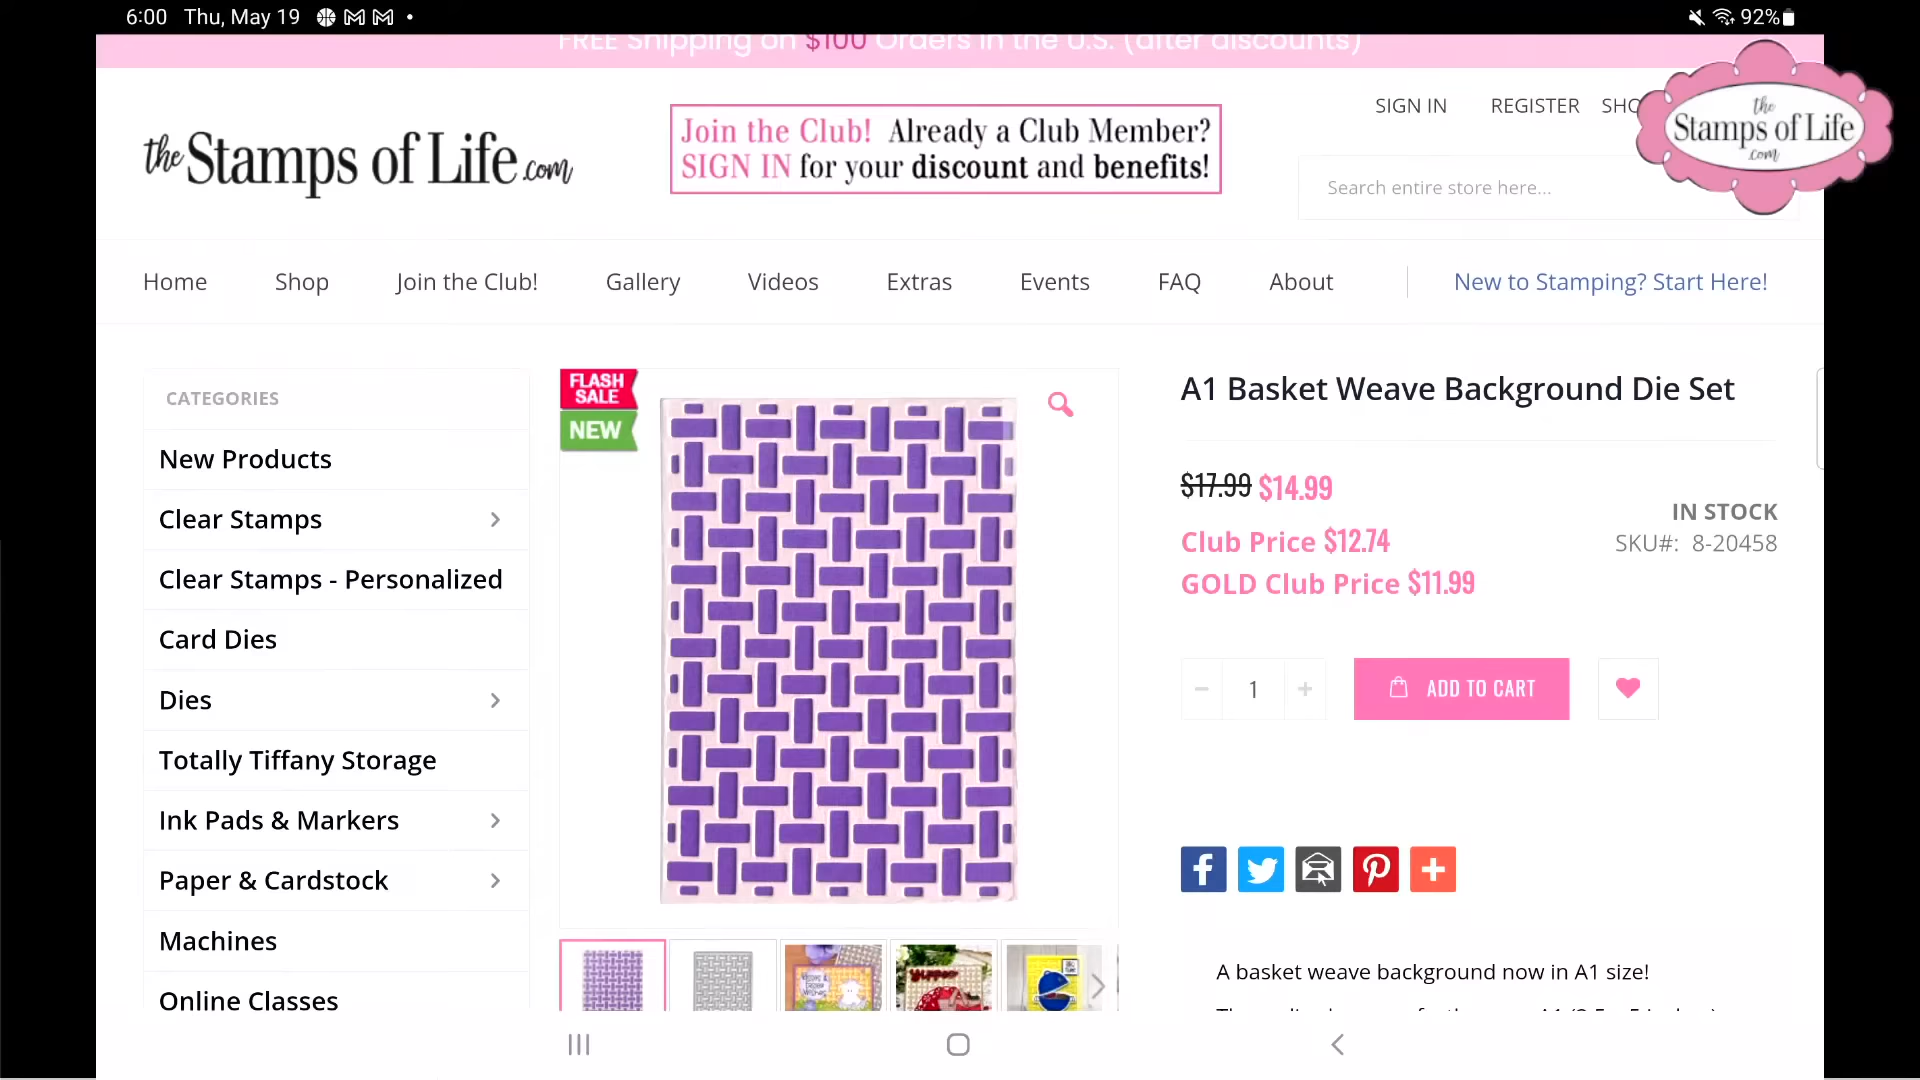 6:00 Thu, May 19
92%
FREE Shipping on $100 Orders in the U.S. (after discounts)
the Stamps of Life .com
Join the Club! Already a Club Member?
SIGN IN for your discount and benefits!
SIGN IN REGISTER SHO
the
Stamps of Life
.com
Search entire store here...
Home Shop Join the Club! Gallery Videos Extras Events FAQ About New to Stamping? Start Here!
CATEGORIES
New Products
Clear Stamps
Clear Stamps - Personalized
Card Dies
Dies
Totally Tiffany Storage
Ink Pads & Markers
Paper & Cardstock
Machines
Online Classes
FLASH
SALE
NEW
A1 Basket Weave Background Die Set
$17.99 $14.99
Club Price $12.74
GOLD Club Price $11.99
IN STOCK
SKU#: 8-20458
1
ADD TO CART
A basket weave background now in A1 size!